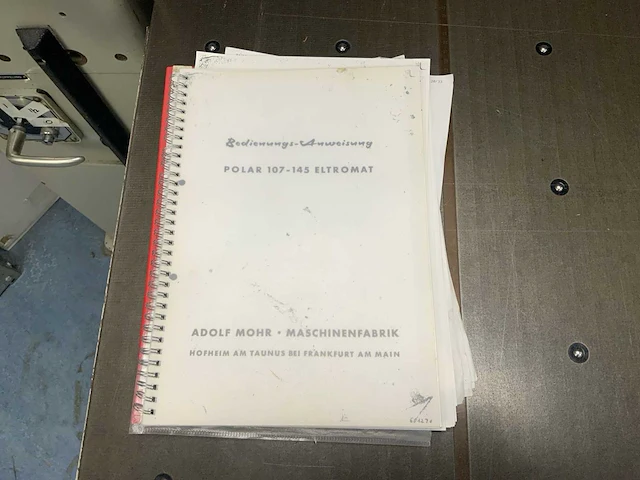 Bedienungs-Anweisung
POLAR 107-145 ELTROMAT
ADOLF MOHR · MASCHINENFABRIK
HOFHEIM AM TAUNUS BEI FRANKFURT AM MAIN